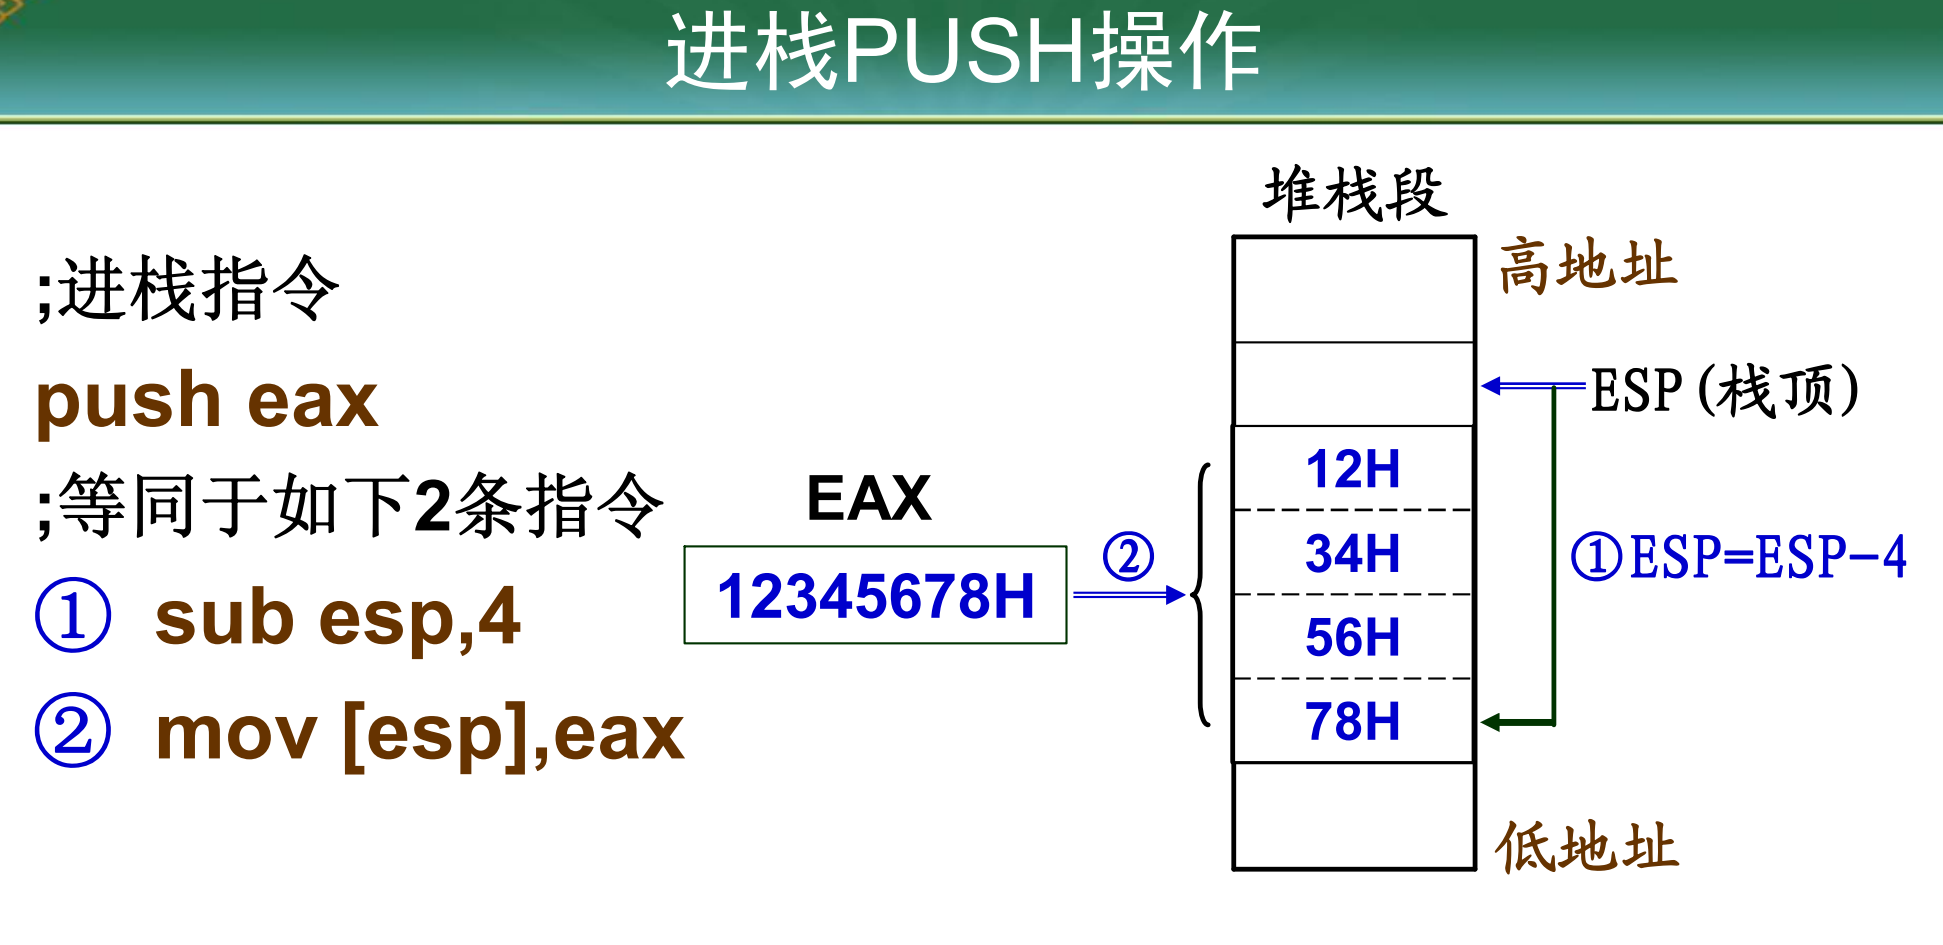 进栈PUSH操作
堆栈段
高地址
;进栈指令
push eax
ESP(栈顶)
;等同于如下2条指令
EAX
12345678H
②
12H
34H
56H
78H
①ESP=ESP-4
① sub esp,4
② mov [esp],eax
低地址